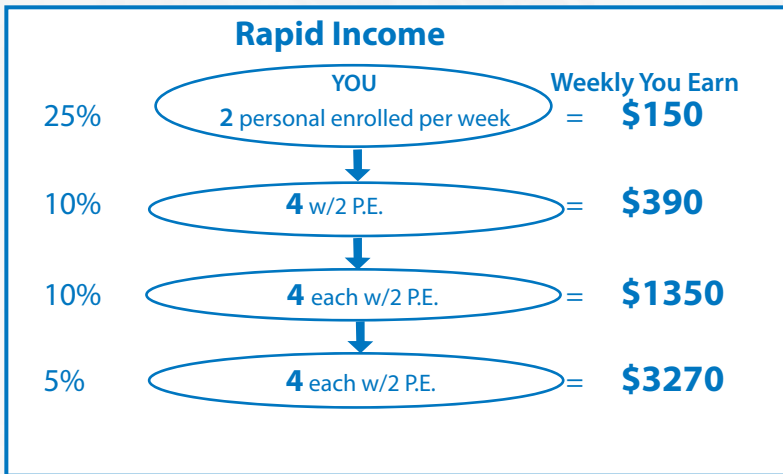 Rapid Income
YOU
Weekly You Earn
25%
2 personal enrolled per week
=
$150
10%
4 w/2 P.E.
=
$390
10%
4 each w/2 P.E.
=
$1350
5%
4 each w/2 P.E.
=
$3270